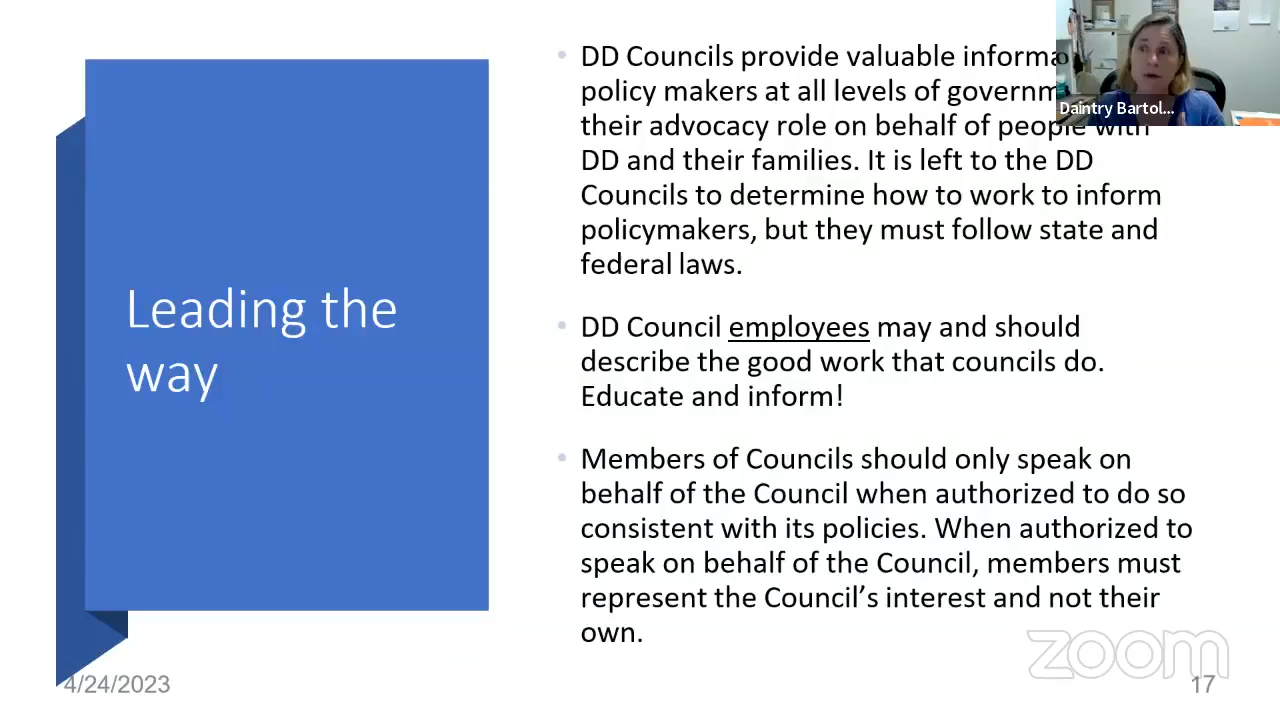 Leading the
way
DD Councils provide valuable
policy makers at all levels of
their advocacy role on behalf of people with
DD and their families. It is left to the DD
Councils to determine how to work to inform
policymakers, but they must follow state and
federal laws.
DD Council employees may and should
describe the good work that councils do.
Educate and inform!
Members of Councils should only speak on
behalf of the Council when authorized to do so
consistent with its policies. When authorized to
speak on behalf of the Council, members must
represent the Council’s interest and not their
own.
Daintry Bartol...
zoom
4/24/2023
17